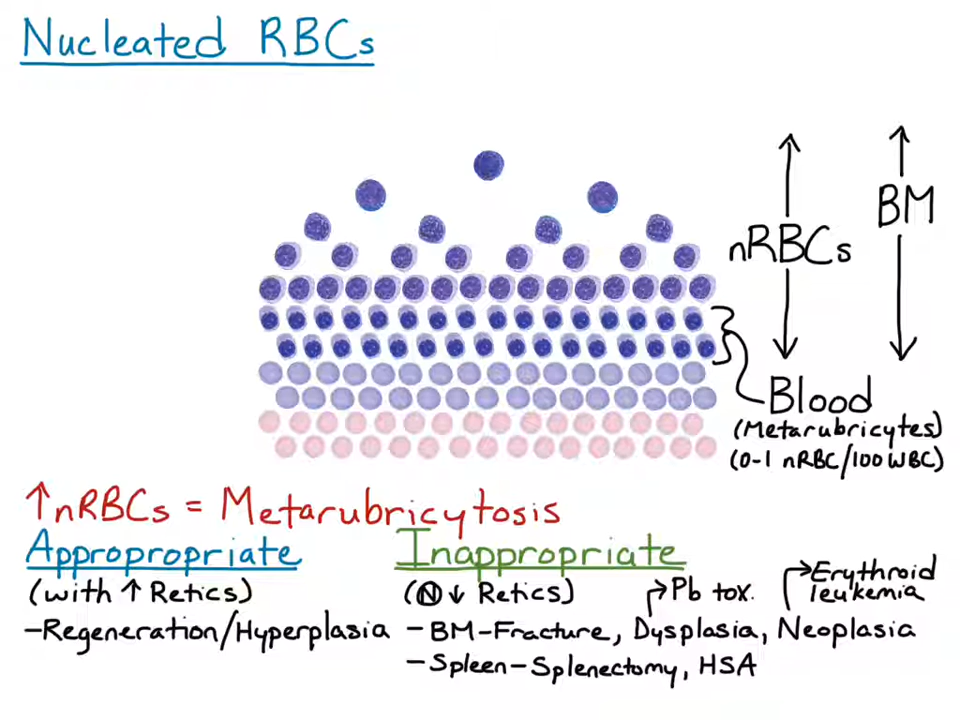 Nucleated RBCs
BM
nRBCs
Blood
(Metarubricytes)
(0-1 nRBC/100 WBC)
↑nRBCs = Metarubricytosis
Appropropriate
(with ↑ Retics)
-Regeneration/Hyperplasia
Inappropriate
(Ⓝ↓ Retics)
Pb tox.
Erythroid
leukemia
-BM-Fracture, Dysplasia, Neoplasia
-Spleen-Splenectomy, HSA